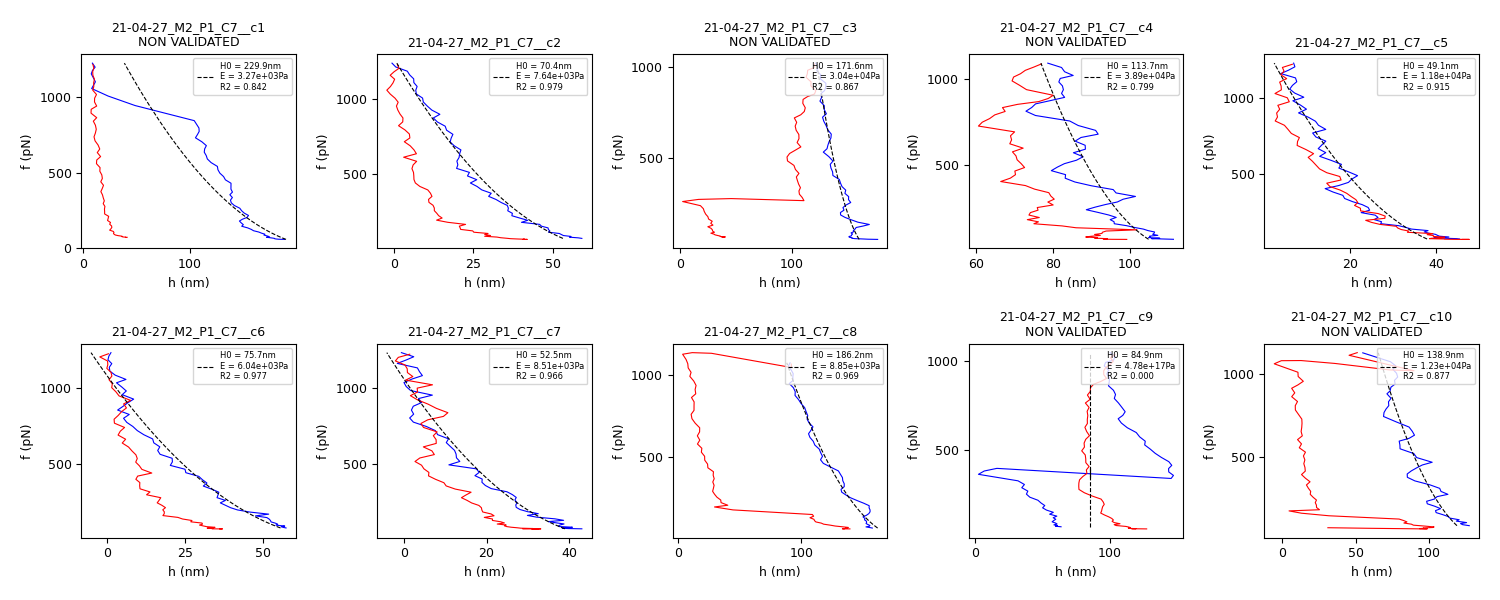 21-04-27_M2_P1_C7__c1
NON VALIDATED
H0 = 229.9nm
E = 3.27e+03Pa
R2 = 0.842
f (pN)
1000
500
0
0
100
h (nm)
21-04-27_M2_P1_C7__c2
H0 = 70.4nm
E = 7.64e+03Pa
R2 = 0.979
f (pN)
1000
500
0
25
50
h (nm)
21-04-27_M2_P1_C7__c3
NON VALIDATED
H0 = 171.6nm
E = 3.04e+04Pa
R2 = 0.867
f (pN)
1000
500
0
100
h (nm)
21-04-27_M2_P1_C7__c4
NON VALIDATED
H0 = 113.7nm
E = 3.89e+04Pa
R2 = 0.799
f (pN)
1000
500
60
80
100
h (nm)
21-04-27_M2_P1_C7__c5
H0 = 49.1nm
E = 1.18e+04Pa
R2 = 0.915
f (pN)
1000
500
20
40
h (nm)
21-04-27_M2_P1_C7__c6
H0 = 75.7nm
E = 6.04e+03Pa
R2 = 0.977
f (pN)
1000
500
0
25
50
h (nm)
21-04-27_M2_P1_C7__c7
H0 = 52.5nm
E = 8.51e+03Pa
R2 = 0.966
f (pN)
1000
500
0
20
40
h (nm)
21-04-27_M2_P1_C7__c8
H0 = 186.2nm
E = 8.85e+03Pa
R2 = 0.969
f (pN)
1000
500
0
100
h (nm)
21-04-27_M2_P1_C7__c9
NON VALIDATED
H0 = 84.9nm
E = 4.78e+17Pa
R2 = 0.000
f (pN)
1000
500
0
100
h (nm)
21-04-27_M2_P1_C7__c10
NON VALIDATED
H0 = 138.9nm
E = 1.23e+04Pa
R2 = 0.877
f (pN)
1000
500
0
50
100
h (nm)